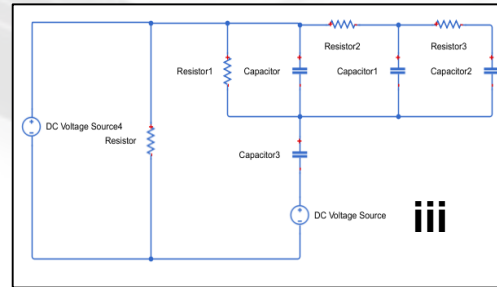 Resistor2
Resistor3
Resistor1
Capacitor
Capacitor1
Capacitor2
DC Voltage Source4
Resistor
Capacitor3
DC Voltage Source
iii